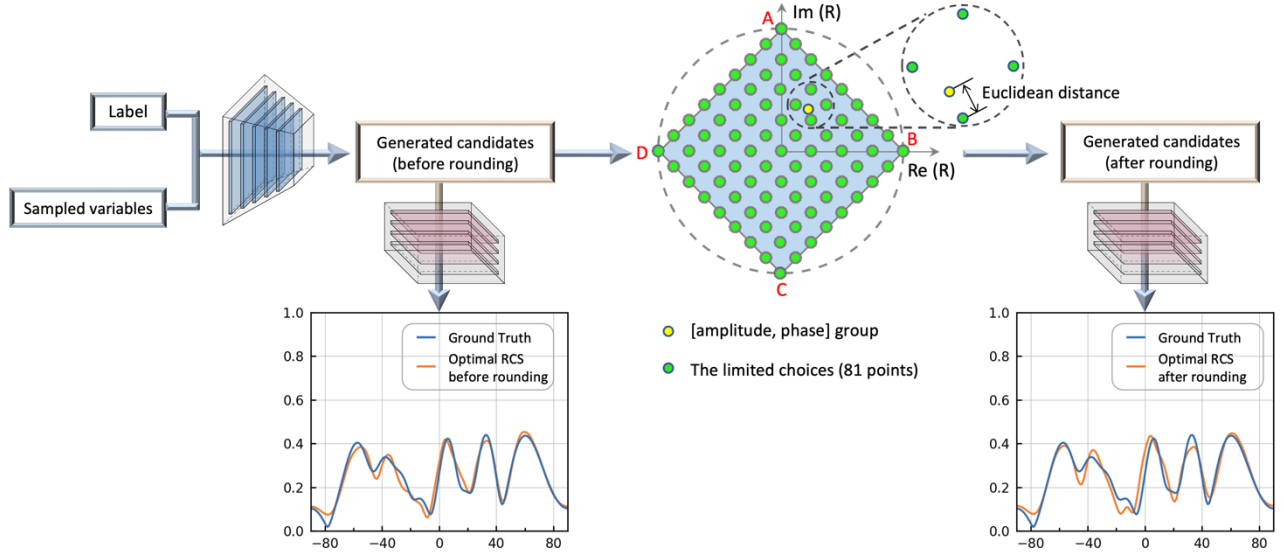 A
Im (R)
Label
Euclidean distance
Generated candidates
(before rounding)
D
B
Generated candidates
(after rounding)
Re (R)
Sampled variables
C
1.0
0.8
0.6
0.4
0.2
0.0
Ground Truth
Optimal RCS
before rounding
−80
−40
0
40
80
[amplitude, phase] group
The limited choices (81 points)
1.0
0.8
0.6
0.4
0.2
0.0
Ground Truth
Optimal RCS
after rounding
−80
−40
0
40
80